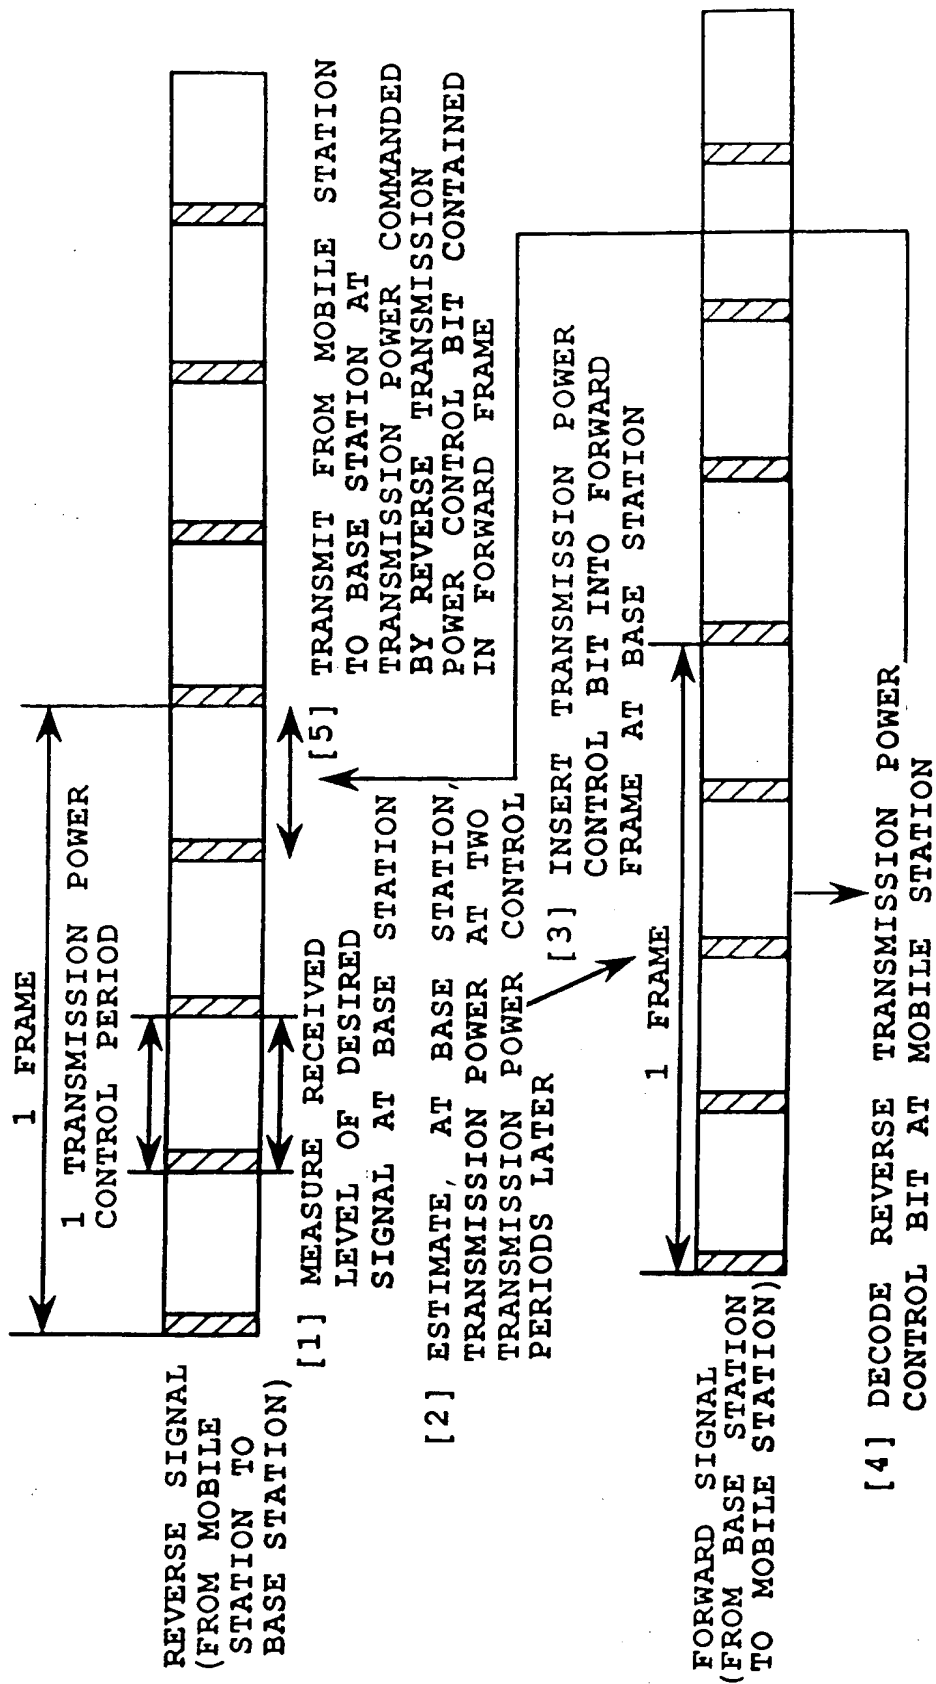 1 FRAME
1 TRANSMISSION POWER
CONTROL PERIOD
REVERSE SIGNAL
(FROM MOBILE
STATION TO
BASE STATION)
[1] MEASURE RECEIVED
LEVEL OF DESIRED
SIGNAL AT BASE STATION
[5] TRANSMIT FROM MOBILE STATION
TO BASE STATION AT
TRANSMISSION POWER COMMANDED
BY REVERSE TRANSMISSION
POWER CONTROL BIT CONTAINED
IN FORWARD FRAME
[2] ESTIMATE, AT BASE STATION,
TRANSMISSION POWER AT TWO
TRANSMISSION POWER CONTROL
PERIODS LATER
[3] INSERT TRANSMISSION POWER
CONTROL BIT INTO FORWARD
FRAME AT BASE STATION
1 FRAME
FORWARD SIGNAL
(FROM BASE STATION
TO MOBILE STATION)
[4] DECODE REVERSE TRANSMISSION POWER
CONTROL BIT AT MOBILE STATION